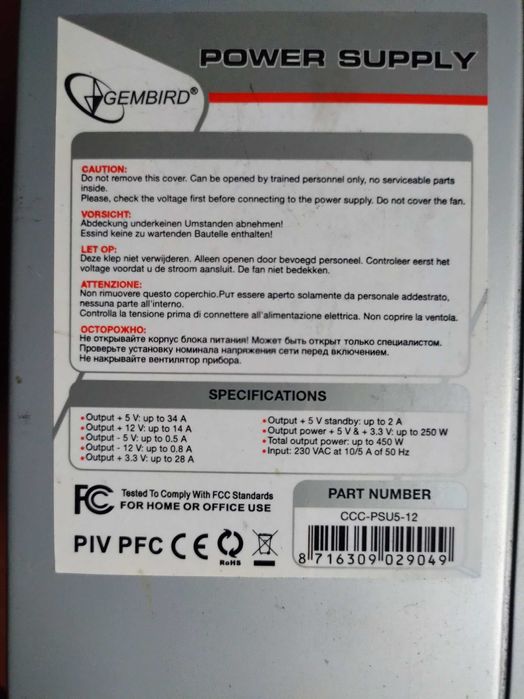 POWER SUPPLY
GEMBIRD®
CAUTION:
Do not remove this cover. Can be opened by trained personnel only, no serviceable parts
inside.
Please, check the voltage first before connecting to the power supply. Do not cover the fan.
VORSICHT:
Abdeckung underkeinen Umstanden abnehmen!
Essind keine zu wartenden Bauteile enthalten!
LET OP:
Deze klep niet verwijderen. Alleen openen door bevoegd personeel. Controleer eerst het
voltage voordat u de stroom aansluit. De fan niet bedekken.
ATTENZIONE:
Non rimuovere questo coperchio.Pur essere aperto solamente da personale addestrato,
nessuna parte all'interno.
Controlla la tensione prima di connettere all'alimentazione elettrica. Non coprire la ventola.
ОСТОРОЖНО:
Не открывайте корпус блока питания! Может быть открыт только специалистом.
Проверьте установку номинала напряжения сети перед включением.
Не накрывайте вентилятор прибора.
SPECIFICATIONS
•Output + 5 V: up to 34 A
•Output + 12 V: up to 14 A
•Output - 5 V: up to 0.5 A
•Output - 12 V: up to 0.8 A
•Output + 3.3 V: up to 28 A
•Output + 5 V standby: up to 2 A
•Output power + 5 V & + 3.3 V: up to 250 W
•Total output power: up to 450 W
•Input: 230 VAC at 10/5 A of 50 Hz
FC Tested To Comply With FCC Standards
FOR HOME OR OFFICE USE
PIV PFC CE RoHS
PART NUMBER
CCC-PSU5-12
8 716309 029049